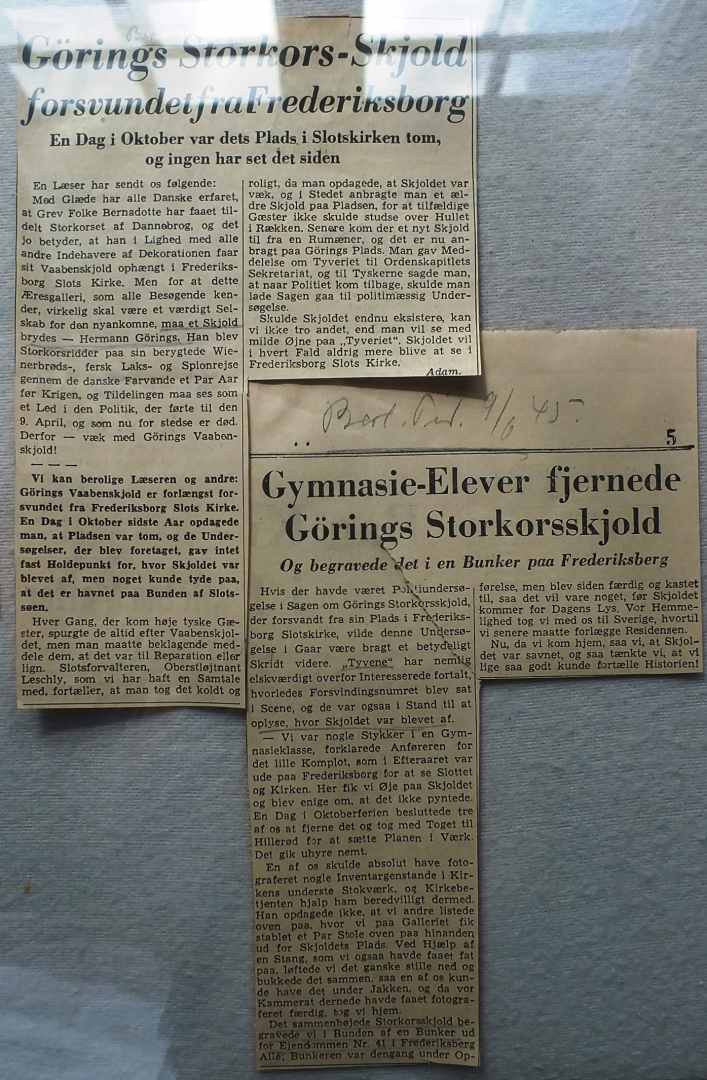 Görings Storkors-Skjold
forsvundet fra Frederiksborg
En Dag i Oktober var dets Plads i Slotskirken tom,
og ingen har set det siden
En Læser har sendt os følgende:
Med Glæde har alle Danske erfaret,
at Grev Folke Bernadotte har faaet til-
delt Storkorset af Dannebrog, og det
jo betyder, at han i Lighed med alle
andre Indehavere af Dekorationen faar
sit Vaabenskjold ophængt i Frederiks-
borg Slots Kirke. Men for at dette
Æresgalleri, som alle Besøgende ken-
der, virkelig skal være et værdigt Sel-
skab for den nyankomne, maa et Skjold
brydes — Hermann Görings. Han blev
Storkorsridder paa sin berygtede Wie-
nerbrøds-, fersk Laks- og Spionrejse
gennem de danske Farvande et Par Aar
før Krigen, og Tildelingen maa ses som
et Led i den Politik, der førte til den
9. April, og som nu for stedse er død.
Derfor — væk med Görings Vaaben-
skjold!
— — —
Vi kan berolige Læseren og andre:
Görings Vaabenskjold er forlængst for-
svundet fra Frederiksborg Slots Kirke.
En Dag i Oktober sidste Aar opdagede
man, at Pladsen var tom, og de Under-
søgelser, der blev foretaget, gav intet
fast Holdepunkt for, hvor Skjoldet var
blevet af, men noget kunde tyde paa,
at det er havnet paa Bunden af Slots-
søen.
Hver Gang, der kom høje tyske Gæ-
ster, spurgte de altid efter Vaabenskjol-
det, men man maatte beklagende med-
dele dem, at det var til Reparation eller
lign. Slotsforvalteren, Oberstløjtnant
Leschly, som vi har haft en Samtale
med, fortæller, at man tog det koldt og
roligt, da man opdagede, at Skjoldet var
væk, og i Stedet anbragte man et æl-
dre Skjold paa Pladsen, for at tilfældige
Gæster ikke skulde studse over Hullet
i Rækken. Senere kom der et nyt Skjold
til fra en Rumæner, og det er nu an-
bragt paa Görings Plads. Man gav Med-
delelse om Tyveriet til Ordenskapitlets
Sekretariat, og til Tyskerne sagde man,
at naar Politiet kom tilbage, skulde man
lade Sagen gaa til politimæssig Under-
søgelse.
Skulde Skjoldet endnu eksistere, kan
vi ikke tro andet, end man vil se med
milde Øjne paa „Tyveriet“. Skjoldet vil
i hvert Fald aldrig mere blive at se i
Frederiksborg Slots Kirke.
Adam.
Berl. Tid. 9/6 45.
5
Gymnasie-Elever fjernede
Görings Storkorsskjold
Og begravede det i en Bunker paa Frederiksberg
Hvis der havde været Politiundersø-
gelse i Sagen om Görings Storkorsskjold,
der forsvandt fra sin Plads i Frederiks-
borg Slotskirke, vilde denne Undersø-
gelse i Gaar være bragt et betydeligt
Skridt videre. „Tyvene“ har nemlig
elskværdigt overfor Interesserede fortalt,
hvorledes Forsvindingsnumret blev sat
i Scene, og de var ogsaa i Stand til at
oplyse, hvor Skjoldet var blevet af.
— Vi var nogle Stykker i en Gym-
nasieklasse, forklarede Anføreren for
det lille Komplot, som i Efteraaret var
ude paa Frederiksborg for at se Slottet
og Kirken. Her fik vi Øje paa Skjoldet
og blev enige om, at det ikke pyntede.
En Dag i Oktoberferien besluttede tre
af os at fjerne det og tog med Toget til
Hillerød for at sætte Planen i Værk.
Det gik uhyre nemt.
En af os skulde absolut have foto-
graferet nogle Inventargenstande i Kir-
kens underste Stokværk, og Kirkebe-
tjenten hjalp ham beredvilligt dermed.
Han opdagede ikke, at vi andre listede
oven paa, hvor vi paa Galleriet fik
stablet et Par Stole oven paa hinanden
ud for Skjoldets Plads. Ved Hjælp af
en Stang, som vi ogsaa havde faaet fat
paa, løftede vi det ganske stille ned og
bukkede det sammen, saa en af os kun-
de have det under Jakken, og da vor
Kammerat dernede havde faaet fotogra-
feret færdig, tog vi hjem.
Det sammenbøjede Storkorsskjold be-
gravede vi i Bunden af en Bunker ud
for Ejendommen Nr. 41 i Frederiksberg
Allé; Bunkeren var dengang under Op-
førelse, men blev siden færdig og kastet
til, saa det vil vare noget, før Skjoldet
kommer for Dagens Lys. Vor Hemme-
lighed tog vi med os til Sverige, hvortil
vi senere maatte forlægge Residensen.
Nu, da vi kom hjem, saa vi, at Skjol-
det var savnet, og saa tænkte vi, at vi
lige saa godt kunde fortælle Historien!